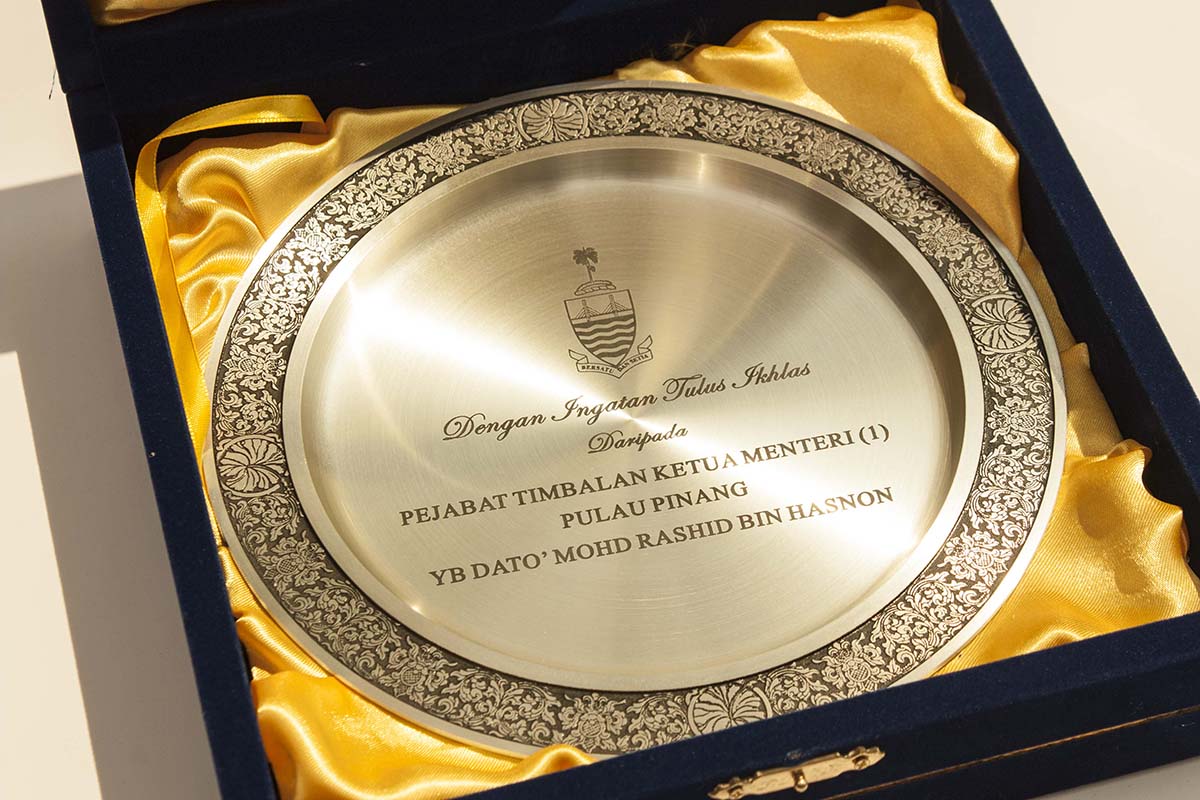 BERSATU DAN SETIA
Dengan Ingatan Tulus Ikhlas
Daripada
PEJABAT TIMBALAN KETUA MENTERI (1)
PULAU PINANG
YB DATO’ MOHD RASHID BIN HASNON